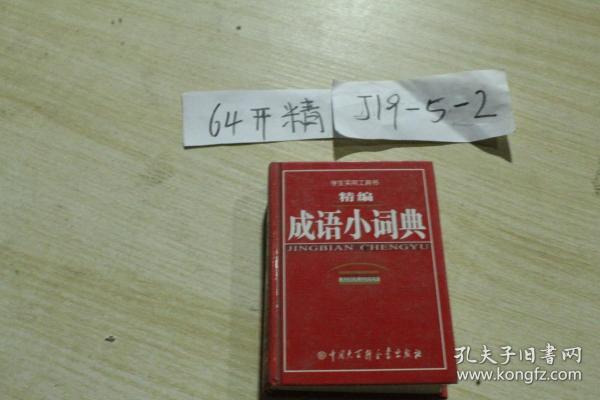 64开精
J19-5-2
学生实用工具书
精编
成语小词典
JINGBIAN CHENGYU
中国大百科全书出版社
孔夫子旧书网
www.kongfz.com